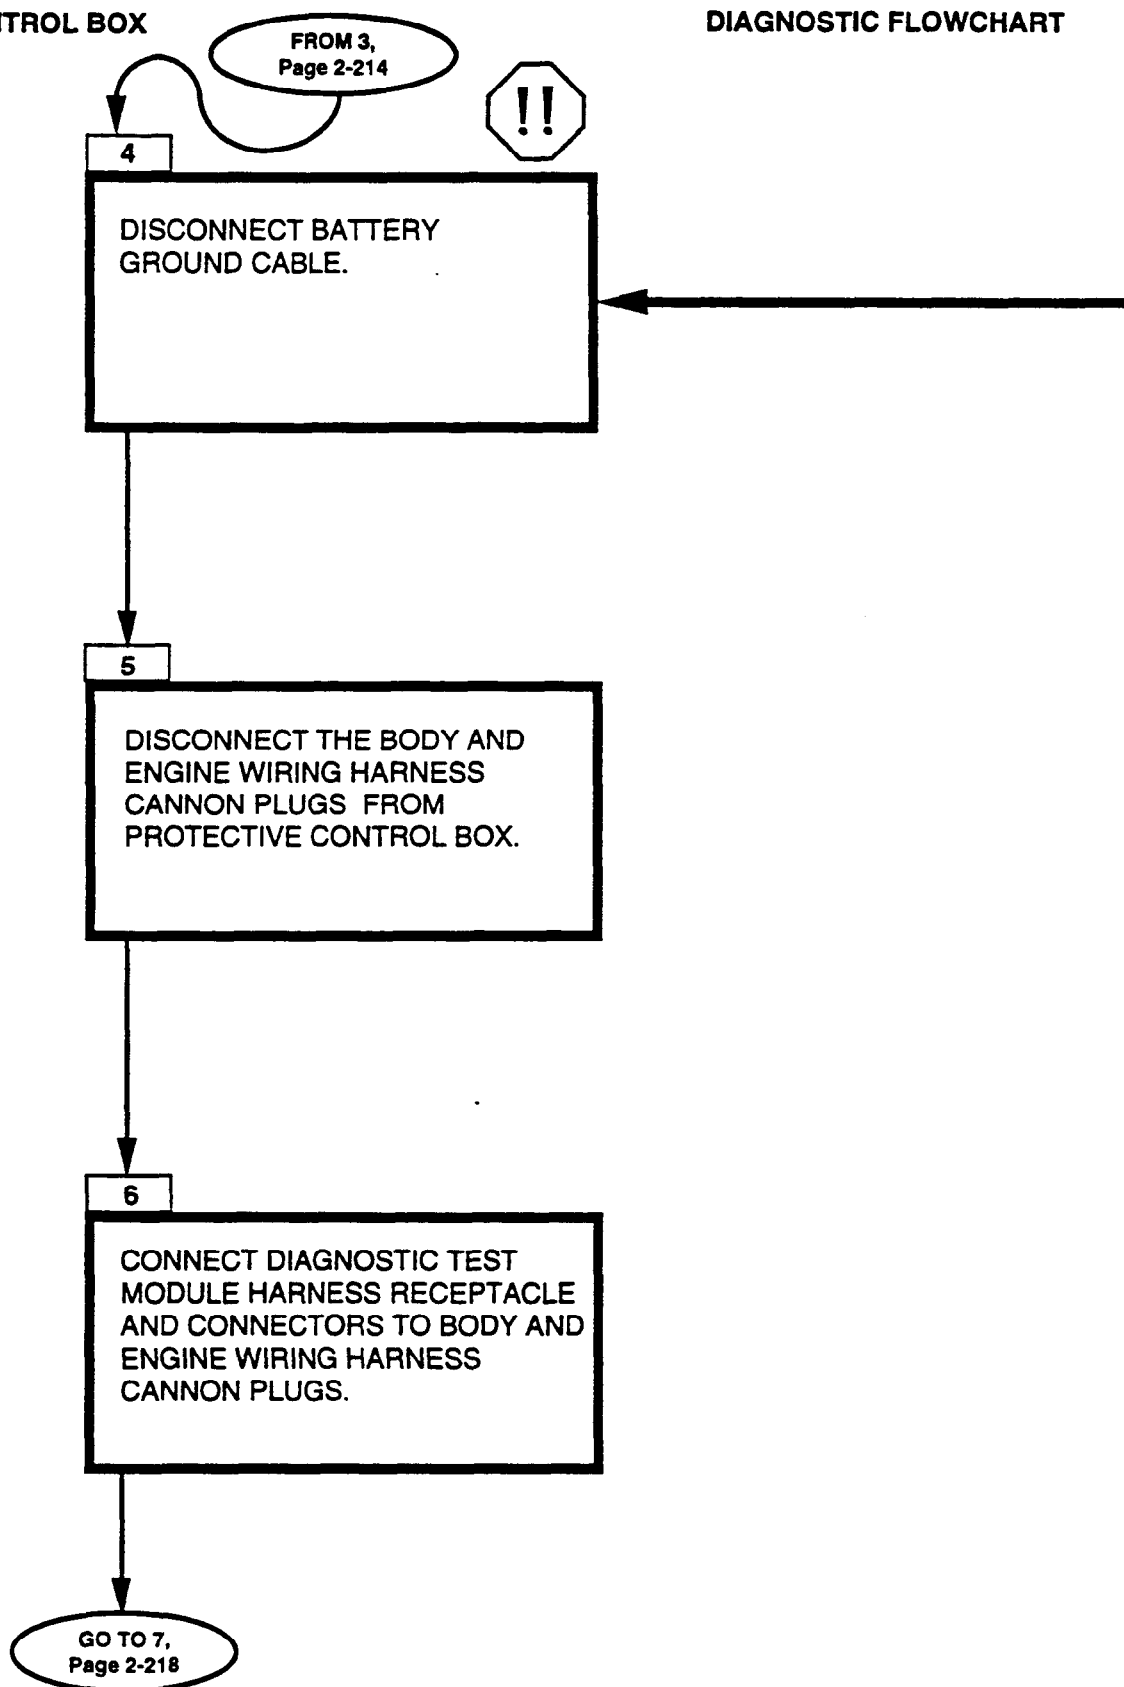 NTROL BOX
DIAGNOSTIC FLOWCHART
FROM 3,
Page 2-214
!!
4
DISCONNECT BATTERY
GROUND CABLE.
5
DISCONNECT THE BODY AND
ENGINE WIRING HARNESS
CANNON PLUGS FROM
PROTECTIVE CONTROL BOX.
6
CONNECT DIAGNOSTIC TEST
MODULE HARNESS RECEPTACLE
AND CONNECTORS TO BODY AND
ENGINE WIRING HARNESS
CANNON PLUGS.
GO TO 7,
Page 2-218